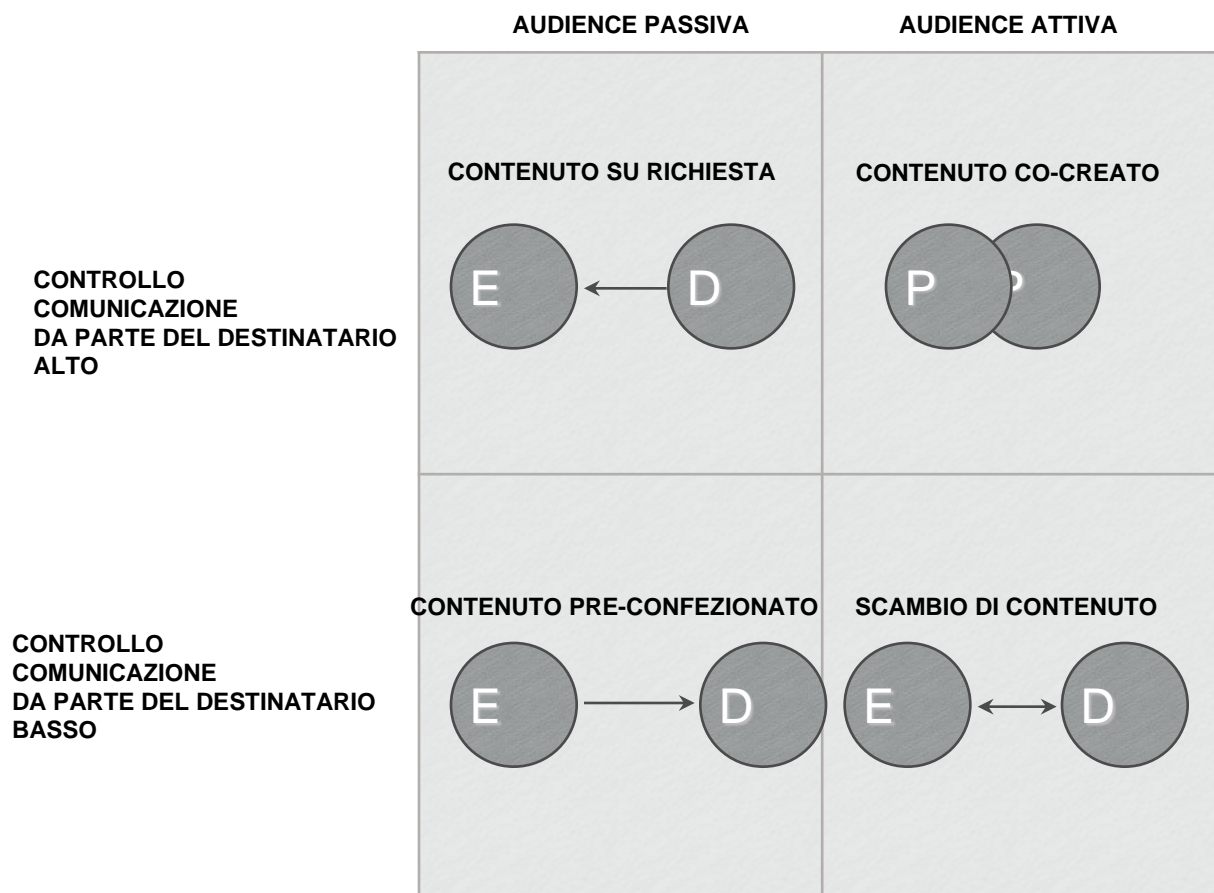 AUDIENCE PASSIVA
AUDIENCE ATTIVA
CONTENUTO SU RICHIESTA
CONTENUTO CO-CREATO
CONTROLLO
COMUNICAZIONE
DA PARTE DEL DESTINATARIO
ALTO
E
D
P
P
CONTENUTO PRE-CONFEZIONATO
SCAMBIO DI CONTENUTO
CONTROLLO
COMUNICAZIONE
DA PARTE DEL DESTINATARIO
BASSO
E
D
E
D